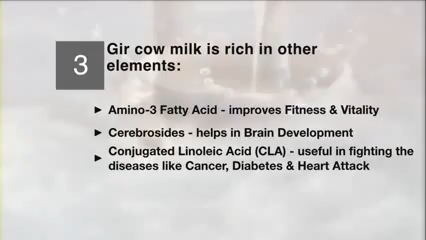 3
Gir cow milk is rich in other
elements:
► Amino-3 Fatty Acid - improves Fitness & Vitality
► Cerebrosides - helps in Brain Development
► Conjugated Linoleic Acid (CLA) - useful in fighting the
diseases like Cancer, Diabetes & Heart Attack